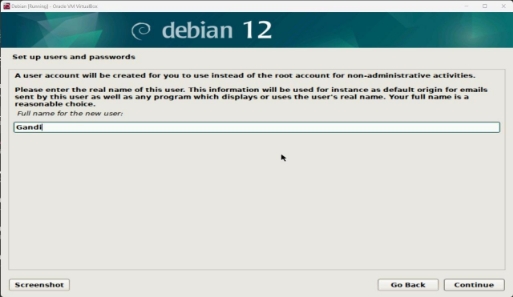 Debian [Running] - Oracle VM VirtualBox
debian 12
Set up users and passwords
A user account will be created for you to use instead of the root account for non-administrative activities.
Please enter the real name of this user. This information will be used for instance as default origin for emails
sent by this user as well as any program which displays or uses the user's real name. Your full name is a
reasonable choice.
Full name for the new user:
Gandi
Screenshot
Go Back
Continue